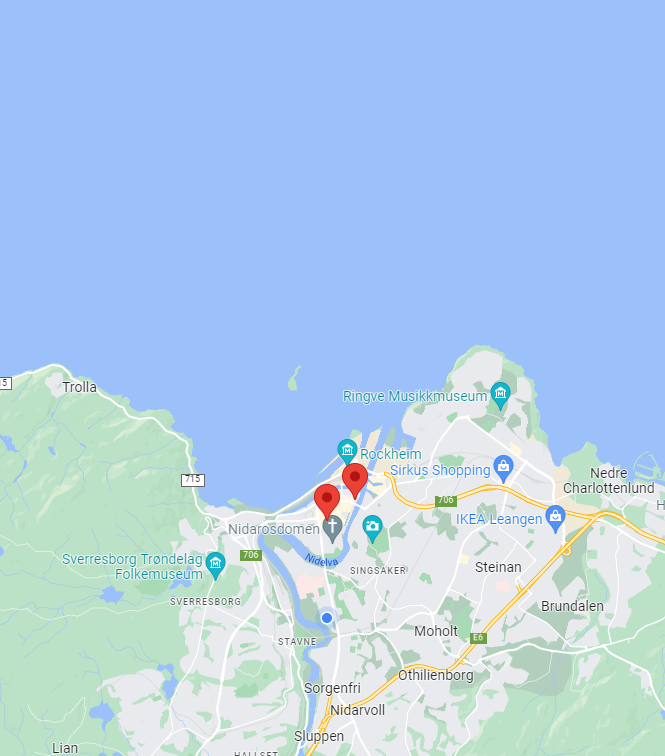 15
Trolla
Ringve Musikkmuseum
Rockheim
Sirkus Shopping
Nedre
Charlottenlund
715
706
H
IKEA Leangen
Nidarosdomen
706
Nidelva
Sverresborg Trøndelag
Folkemuseum
SINGSAKER
Steinan
SVERRESBORG
Brundalen
Moholt
E6
STAVNE
Othilienborg
Sorgenfri
Nidarvoll
Sluppen
Lian
HALLSET